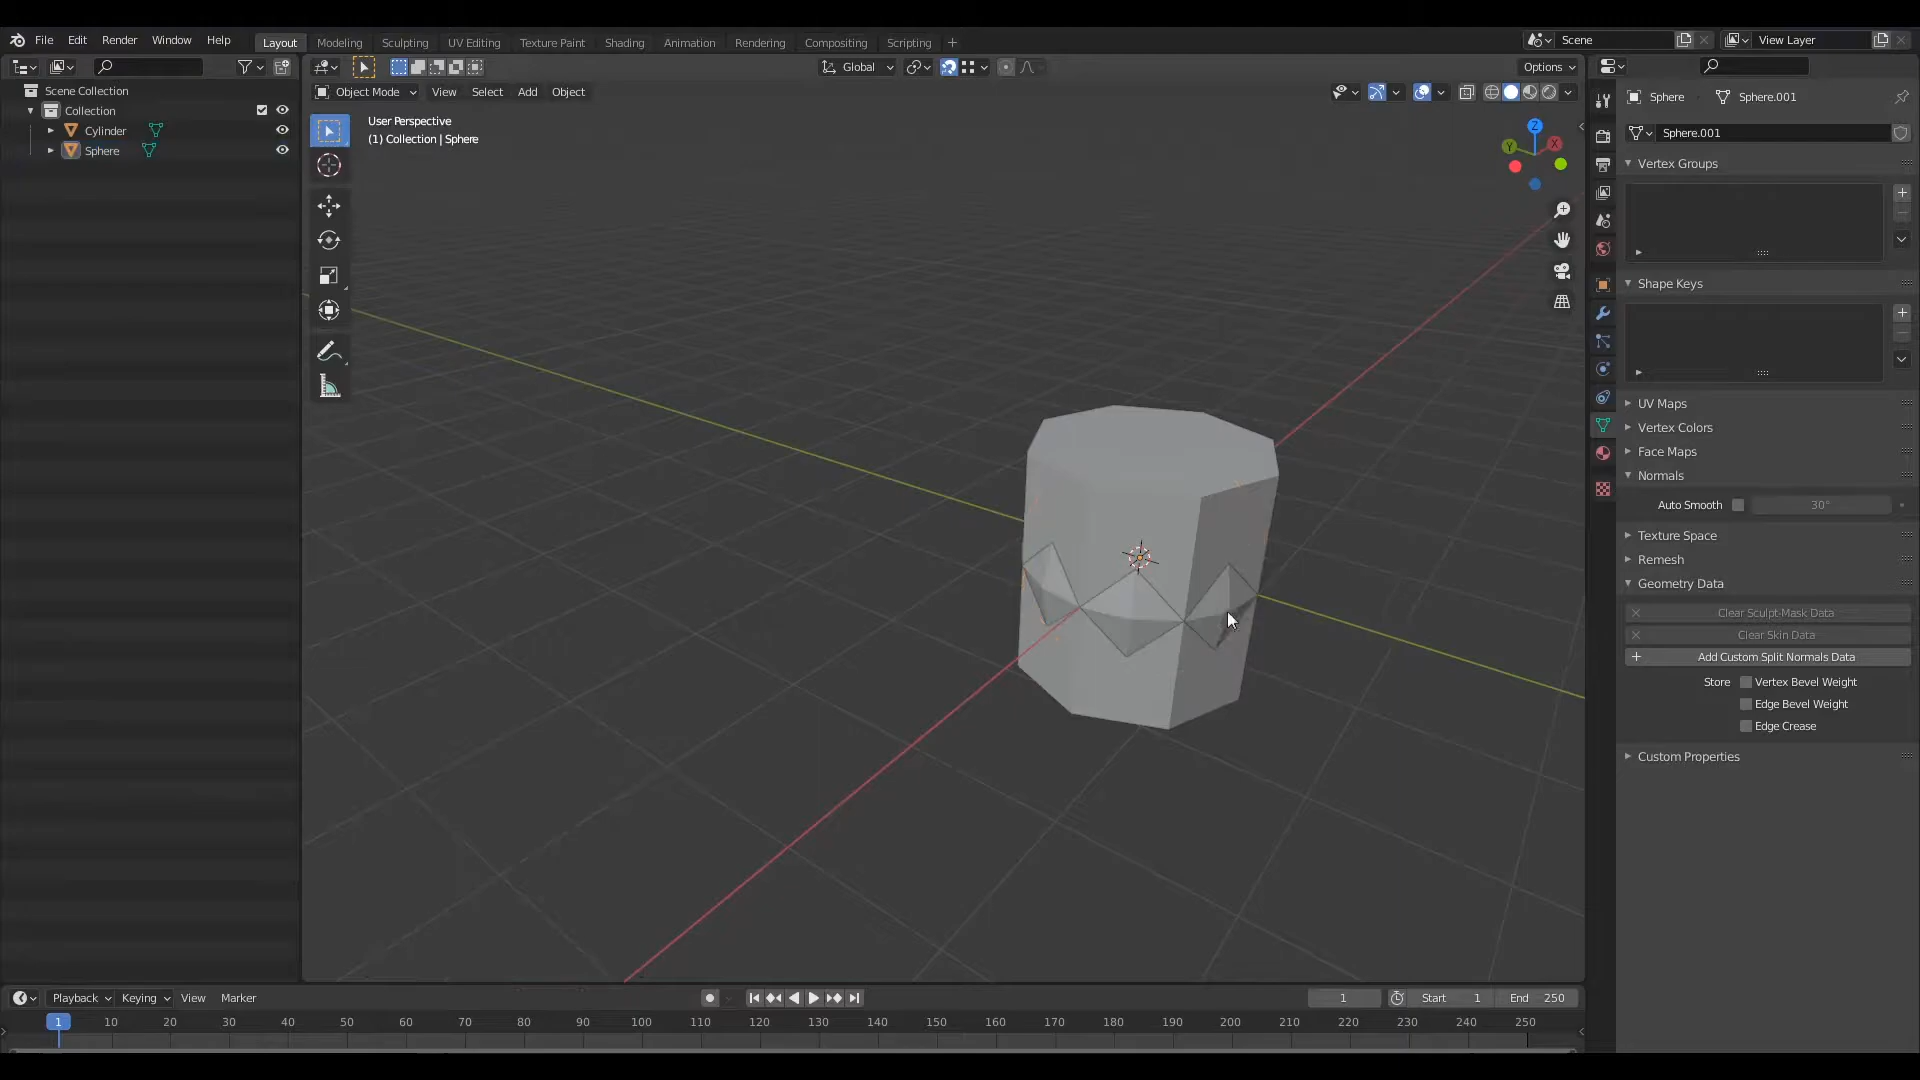 File Edit Render Window Help
Layout Modeling Sculpting UV Editing Texture Paint Shading Animation Rendering Compositing Scripting +
Scene
View Layer
Global
Options
Object Mode View Select Add Object
Scene Collection
Collection
Cylinder
Sphere
User Perspective
(1) Collection | Sphere
Z
Y
X
Sphere Sphere.001
Sphere.001
Vertex Groups
Shape Keys
UV Maps
Vertex Colors
Face Maps
Normals
Auto Smooth 30°
Texture Space
Remesh
Geometry Data
Clear Sculpt-Mask Data
Clear Skin Data
Add Custom Split Normals Data
Store Vertex Bevel Weight
Edge Bevel Weight
Edge Crease
Custom Properties
Playback Keying View Marker
1 Start 1 End 250
1 10 20 30 40 50 60 70 80 90 100 110 120 130 140 150 160 170 180 190 200 210 220 230 240 250